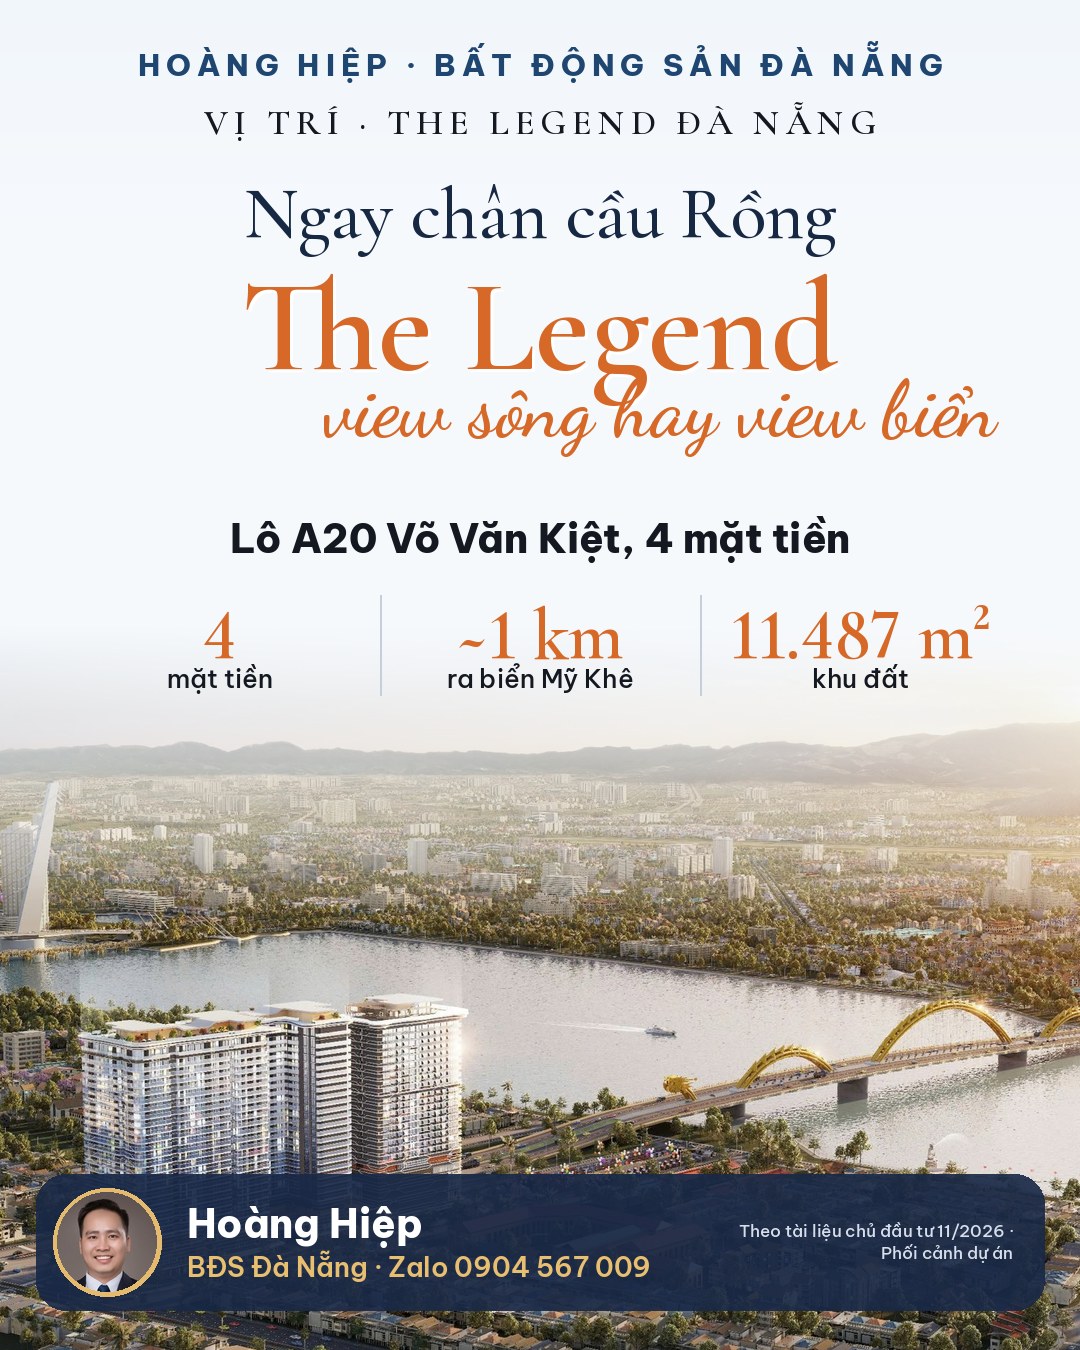 HOÀNG HIỆP · BẤT ĐỘNG SẢN ĐÀ NẴNG
VỊ TRÍ · THE LEGEND ĐÀ NẴNG
Ngay chân cầu Rồng
The Legend
view sông hay view biển
Lô A20 Võ Văn Kiệt, 4 mặt tiền
4
mặt tiền
~1 km
ra biển Mỹ Khê
11.487 m²
khu đất
Hoàng Hiệp
BĐS Đà Nẵng · Zalo 0904 567 009
Theo tài liệu chủ đầu tư 11/2026 ·
Phối cảnh dự án